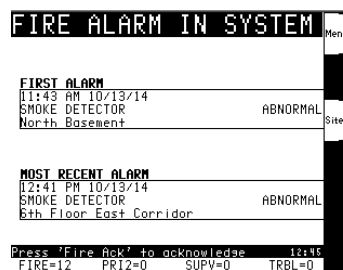 FIRE ALARM IN SYSTEM
Men
FIRST ALARM
11:43 AM 10/13/14
SMOKE DETECTOR ABNORMAL
North Basement
Site
MOST RECENT ALARM
12:41 PM 10/13/14
SMOKE DETECTOR ABNORMAL
6th Floor East Corridor
Press 'Fire Ack' to acknowledge 12:45
FIRE=12 PRI2=0 SUPV=0 TRBL=0